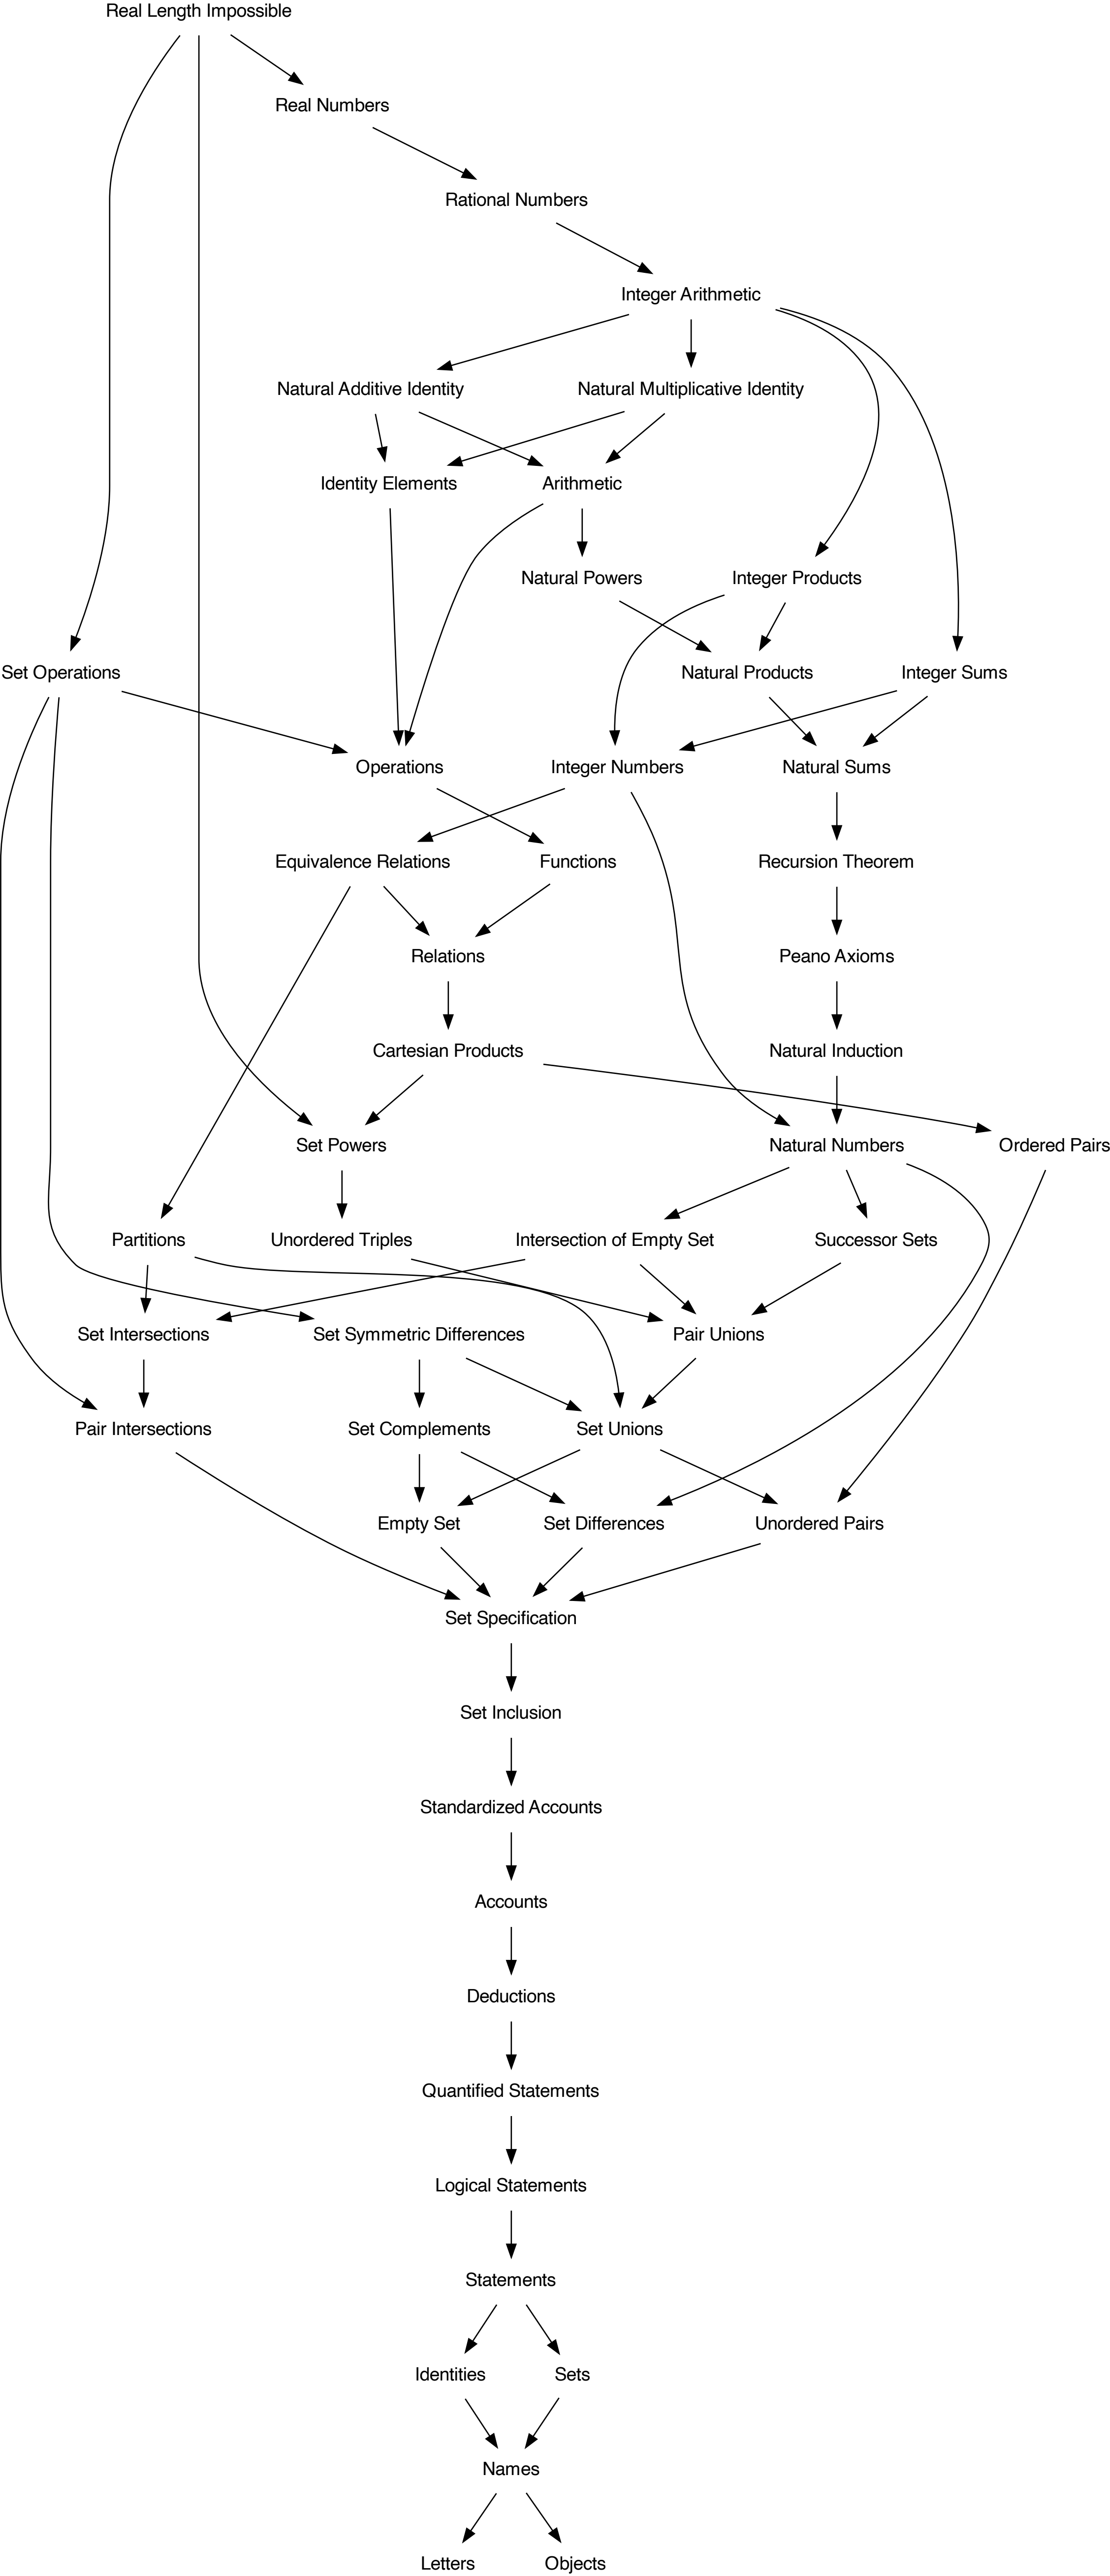 Real Length Impossible
Real Numbers
Rational Numbers
Integer Arithmetic
Natural Additive Identity
Natural Multiplicative Identity
Identity Elements
Arithmetic
Natural Powers
Integer Products
Set Operations
Natural Products
Integer Sums
Operations
Integer Numbers
Natural Sums
Equivalence Relations
Functions
Recursion Theorem
Relations
Peano Axioms
Cartesian Products
Natural Induction
Set Powers
Natural Numbers
Ordered Pairs
Partitions
Unordered Triples
Intersection of Empty Set
Successor Sets
Set Intersections
Set Symmetric Differences
Pair Unions
Pair Intersections
Set Complements
Set Unions
Empty Set
Set Differences
Unordered Pairs
Set Specification
Set Inclusion
Standardized Accounts
Accounts
Deductions
Quantified Statements
Logical Statements
Statements
Identities
Sets
Names
Letters
Objects